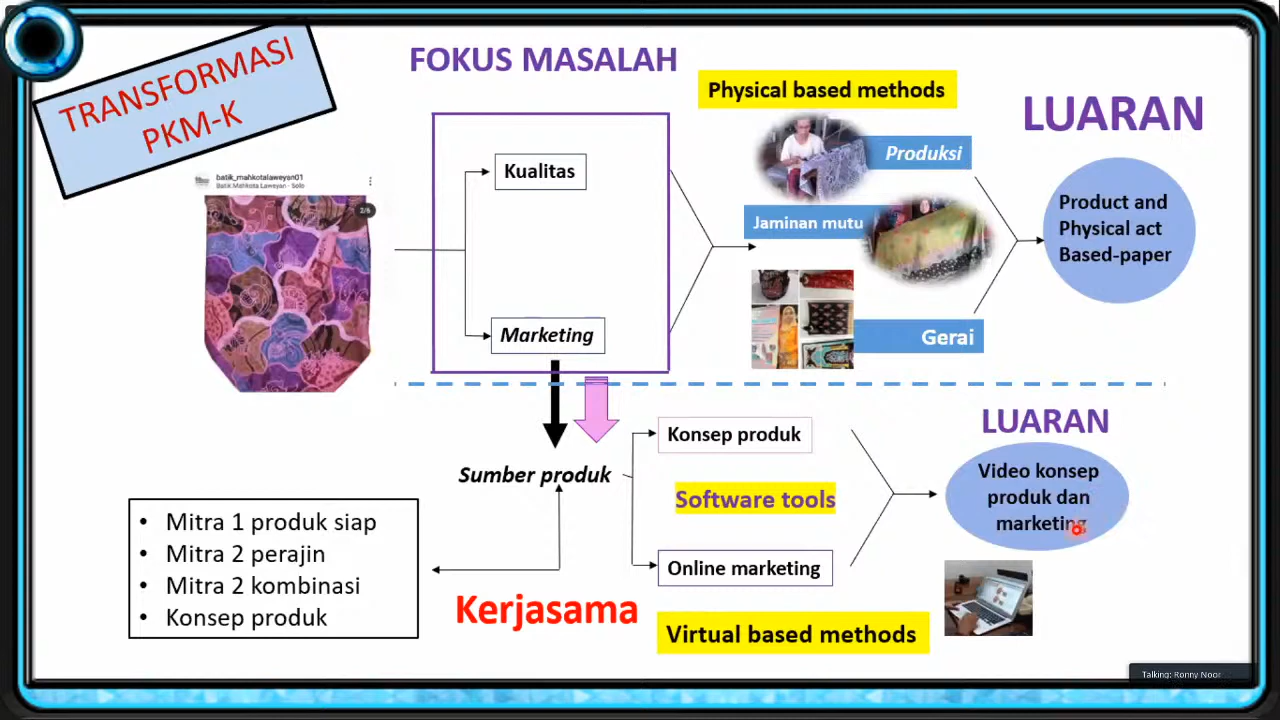 TRANSFORMASI
PKM-K
FOKUS MASALAH
Physical based methods
LUARAN
batik_mahkotalaweyan01
Batik Mahkota Laweyan - Solo
2/6
Kualitas
Marketing
Produksi
Jaminan mutu
Gerai
Product and
Physical act
Based-paper
Sumber produk
Konsep produk
Software tools
Online marketing
LUARAN
Video konsep
produk dan
marketing
• Mitra 1 produk siap
• Mitra 2 perajin
• Mitra 2 kombinasi
• Konsep produk
Kerjasama
Virtual based methods
Talking: Ronny Noor